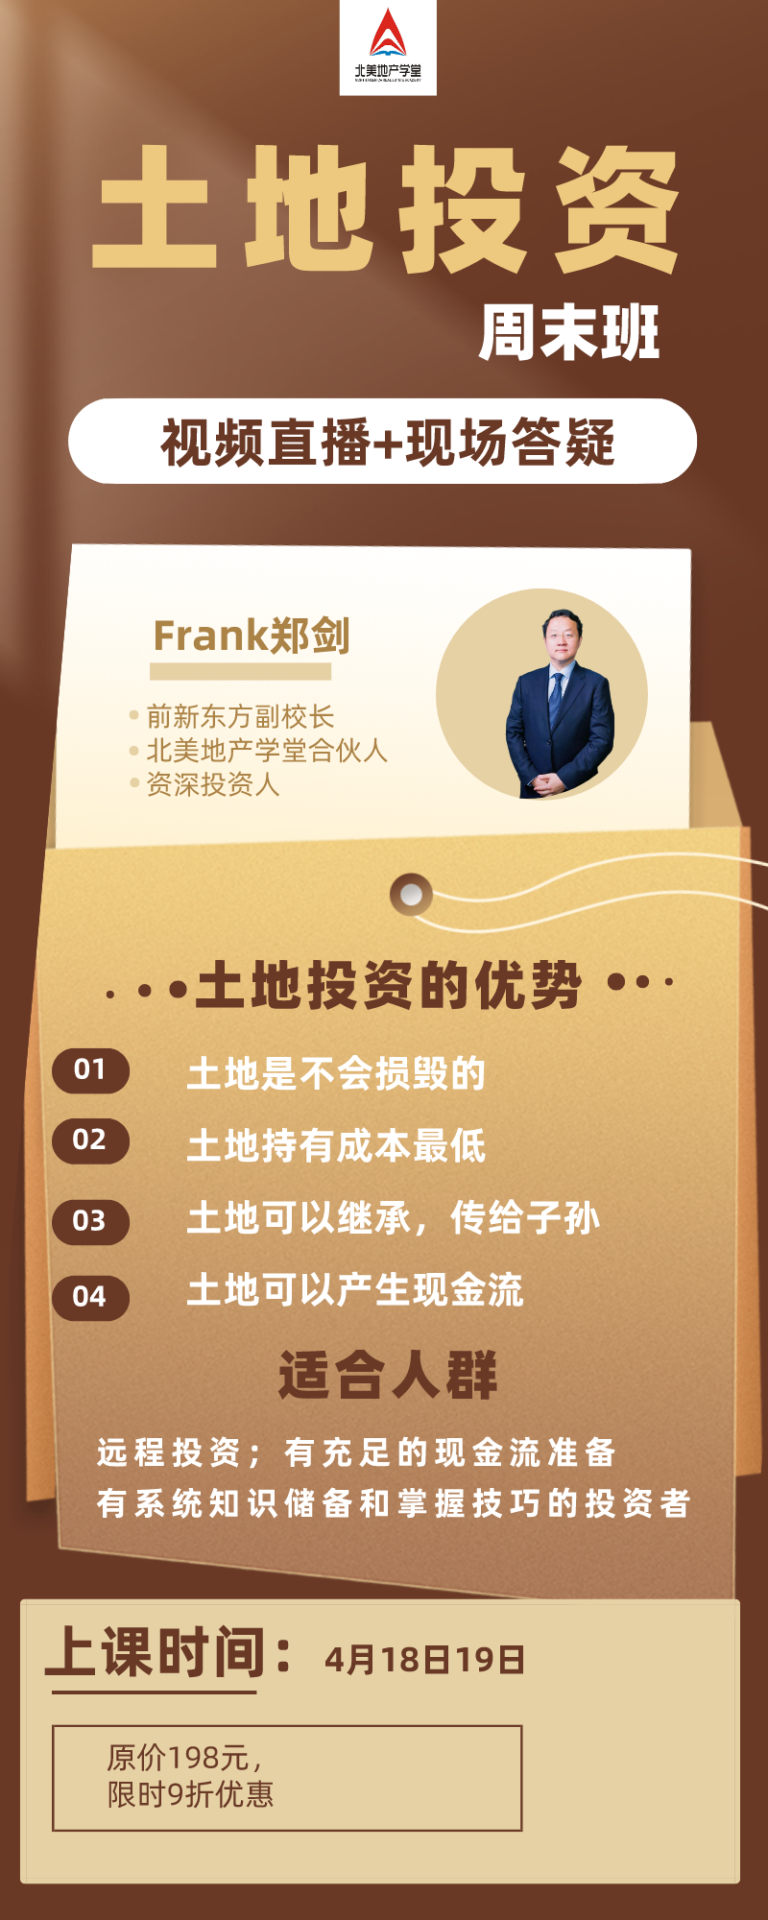 北美地产学堂
土地投资
周末班
视频直播+现场答疑
Frank郑剑
前新东方副校长
北美地产学堂合伙人
资深投资人
土地投资的优势
01 土地是不会损毁的
02 土地持有成本最低
03 土地可以继承，传给子孙
04 土地可以产生现金流
适合人群
远程投资；有充足的现金流准备
有系统知识储备和掌握技巧的投资者
上课时间：4月18日19日
原价198元，
限时9折优惠